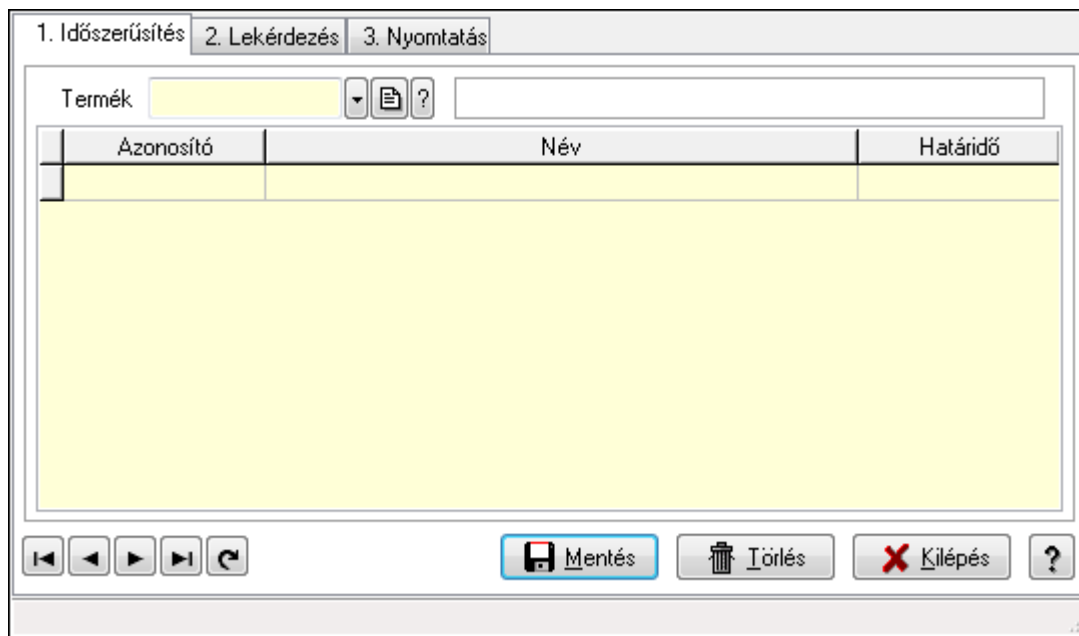 1. Időszerűsítés 2. Lekérdezés 3. Nyomtatás
Termék ?
Azonosító Név Határidő
Mentés Törlés Kilépés ?